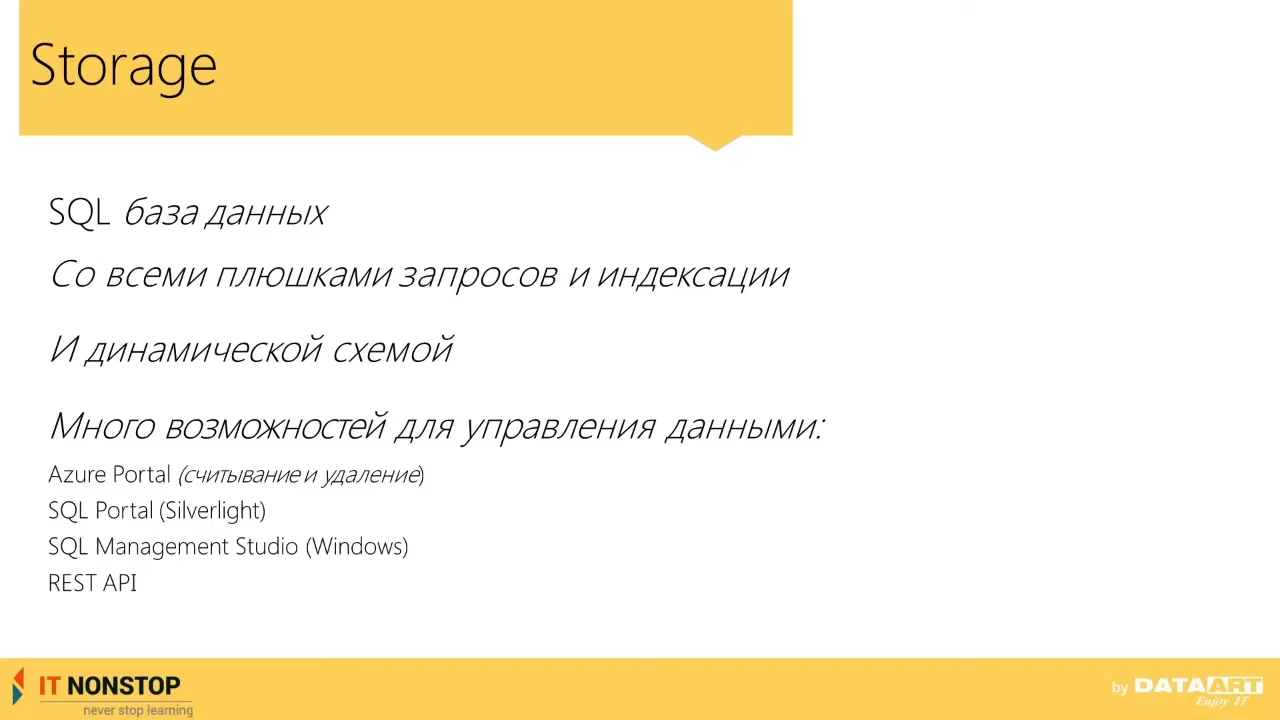 Storage
SQL база данных
Со всеми плюшками запросов и индексации
И динамической схемой
Много возможностей для управления данными:
Azure Portal (считывание и удаление)
SQL Portal (Silverlight)
SQL Management Studio (Windows)
REST API
IT NONSTOP
never stop learning
by DATAART
Enjoy IT